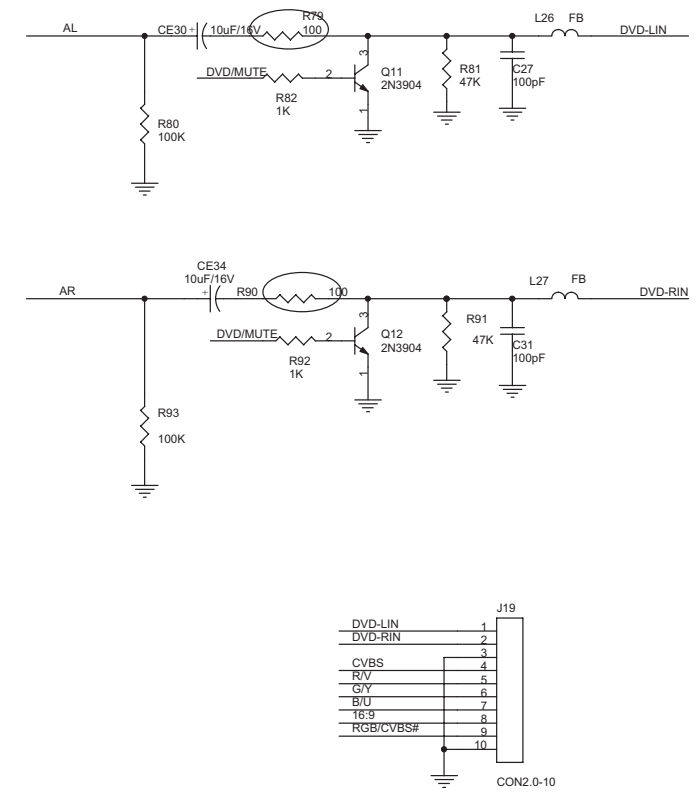 AL
CE30 + 10uF/16V
R79
100
L26 FB
DVD-LIN
DVD/MUTE
R82
1K
2
3
1
Q11
2N3904
R81
47K
C27
100pF
R80
100K
AR
CE34
10uF/16V
+
R90
100
L27 FB
DVD-RIN
DVD/MUTE
R92
1K
2
3
1
Q12
2N3904
R91
47K
C31
100pF
R93
100K
J19
DVD-LIN 1
DVD-RIN 2
3
CVBS 4
R/V 5
G/Y 6
B/U 7
16:9 8
RGB/CVBS# 9
10
CON2.0-10